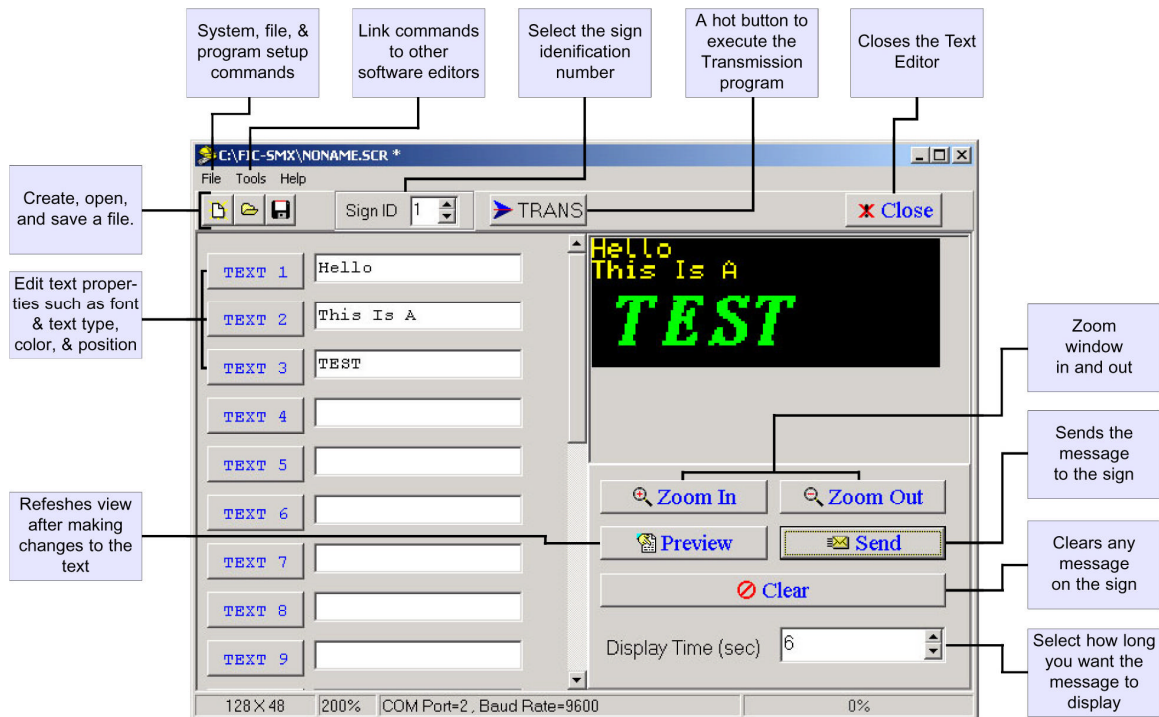 System, file, &
program setup
commands
Link commands
to other
software editors
Select the sign
idenification
number
A hot button to
execute the
Transmission
program
Closes the Text
Editor
C:\FJC-SMX\NONAME.SCR *
File Tools Help
Create, open,
and save a file.
Sign ID 1
TRANS
Close
Edit text proper-
ties such as font
& text type,
color, & position
TEXT 1 Hello
TEXT 2 This Is A
TEXT 3 TEST
TEXT 4
TEXT 5
TEXT 6
TEXT 7
TEXT 8
TEXT 9
Hello
This Is A
TEST
Zoom
window
in and out
Sends the
message
to the sign
Refeshes view
after making
changes to the
text
Zoom In
Zoom Out
Preview
Send
Clear
Clears any
message
on the sign
Display Time (sec) 6
Select how long
you want the
message to
display
128×48 200% COM Port=2 , Baud Rate=9600 0%